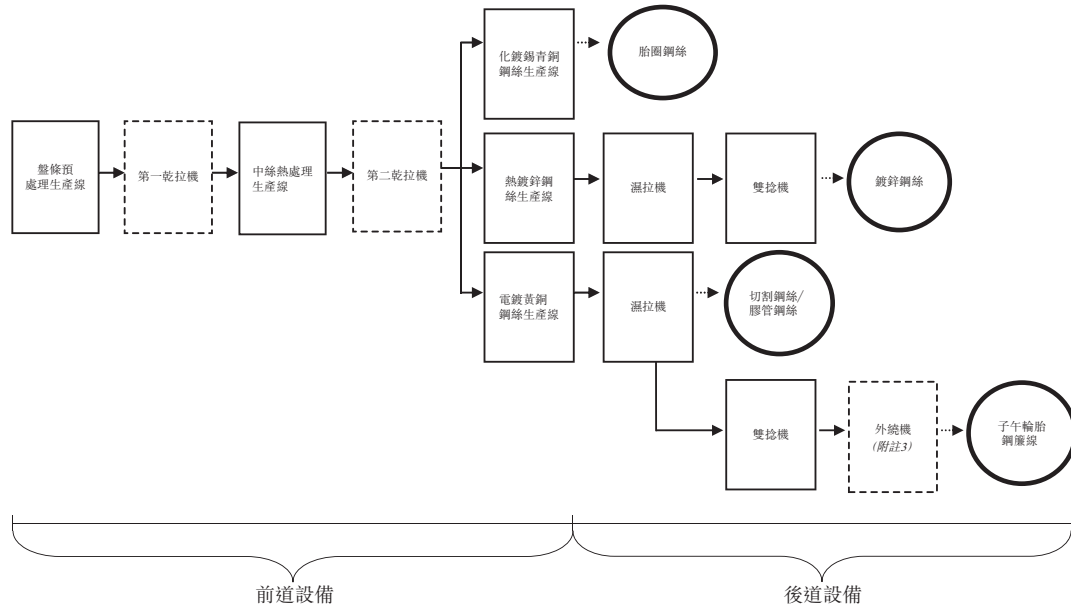 化鍍錫青銅
鋼絲生產線
胎圈鋼絲
盤條預
處理生產線
第一乾拉機
中絲熱處理
生產線
第二乾拉機
熱鍍鋅鋼
絲生產線
濕拉機
雙捻機
鍍鋅鋼絲
電鍍黃銅
鋼絲生產線
濕拉機
切割鋼絲/
膠管鋼絲
雙捻機
外繞機
(附註3)
子午輪胎
鋼簾線
前道設備
後道設備